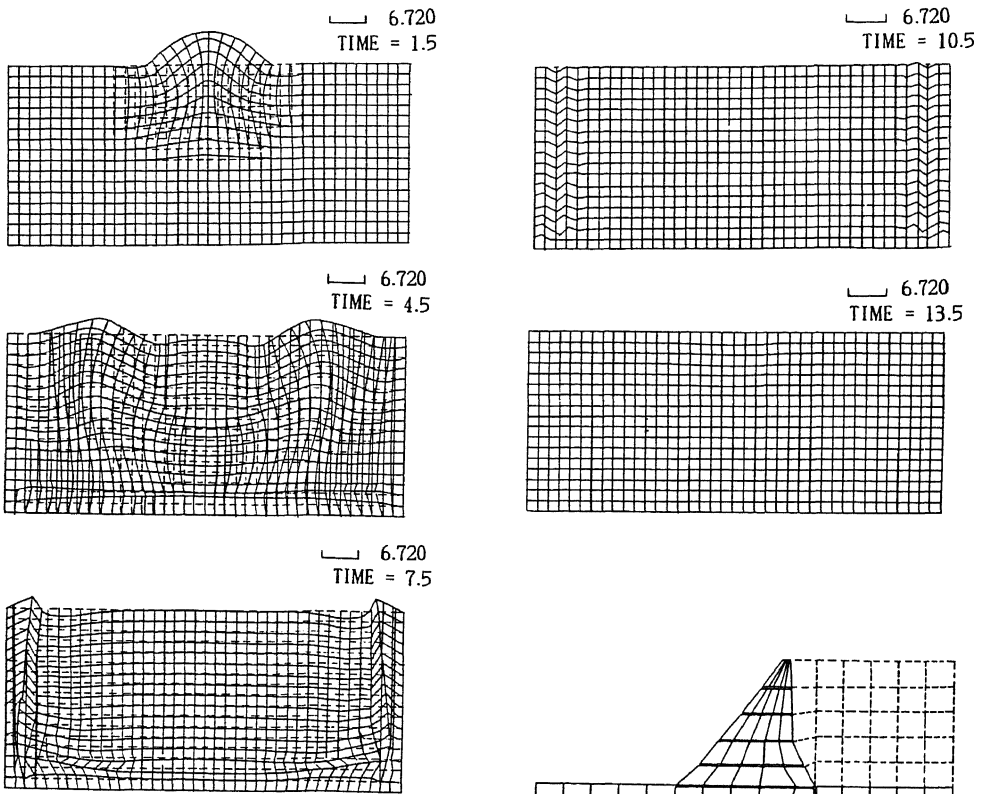 6.720
TIME = 1.5
6.720
TIME = 4.5
6.720
TIME = 7.5
6.720
TIME = 10.5
6.720
TIME = 13.5